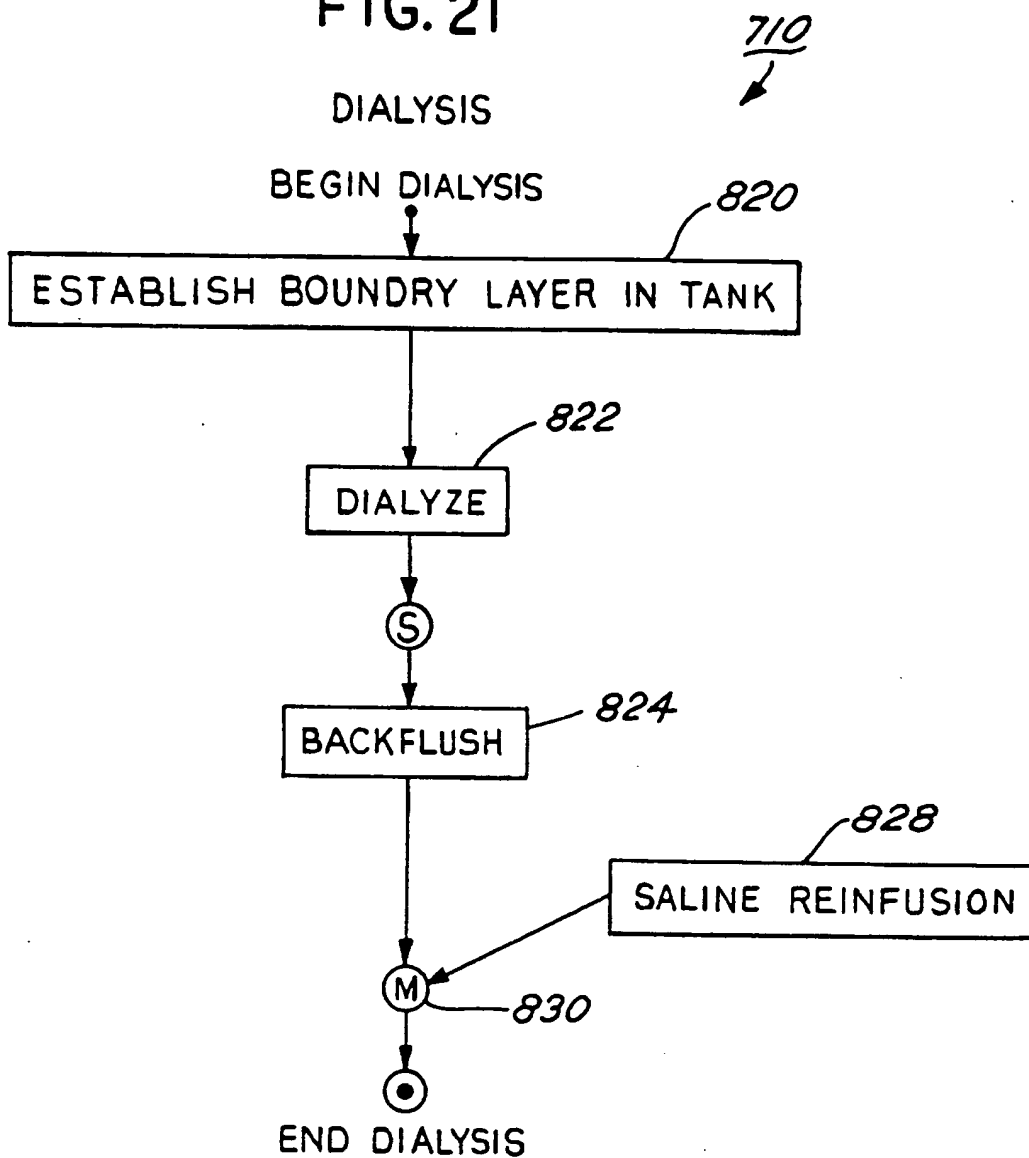 FIG. 21
710
DIALYSIS
BEGIN DIALYSIS
820
ESTABLISH BOUNDRY LAYER IN TANK
822
DIALYZE
S
824
BACKFLUSH
828
SALINE REINFUSION
M
830
END DIALYSIS